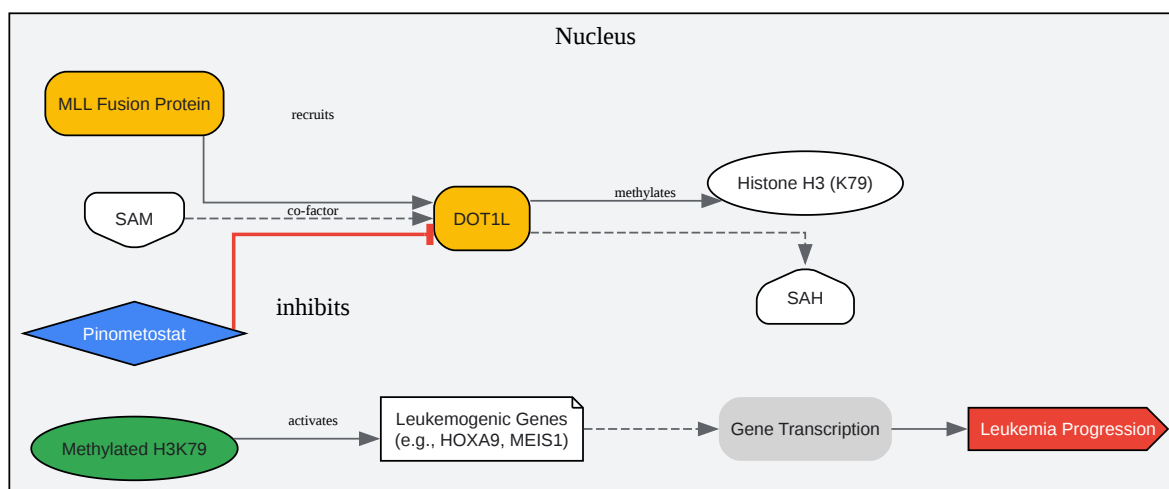 Nucleus
MLL Fusion Protein
recruits
SAM
co-factor
DOT1L
methylates
Histone H3 (K79)
SAH
inhibits
Pinometostat
Methylated H3K79
activates
Leukemogenic Genes
(e.g., HOXA9, MEIS1)
Gene Transcription
Leukemia Progression